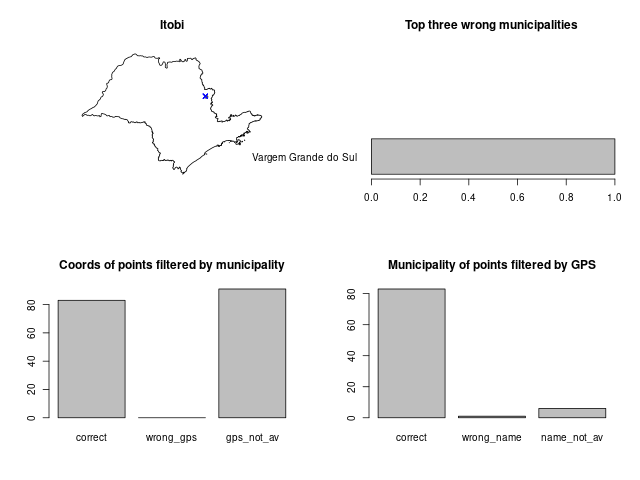 Itobi
Top three wrong municipalities
Vargem Grande do Sul
0.0 0.2 0.4 0.6 0.8 1.0
Coords of points filtered by municipality
0 20 40 60 80
correct wrong_gps gps_not_av
Municipality of points filtered by GPS
0 20 40 60 80
correct wrong_name name_not_av